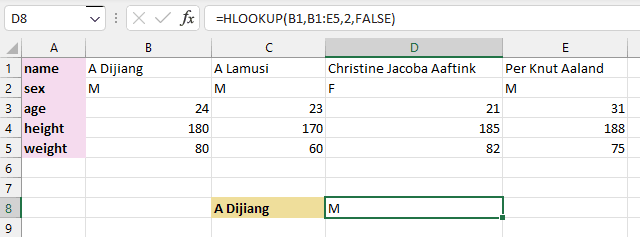 D8 fx =HLOOKUP(B1,B1:E5,2,FALSE)
A B C D E
1 name A Dijiang A Lamusi Christine Jacoba Aaftink Per Knut Aaland
2 sex M M F M
3 age 24 23 21 31
4 height 180 170 185 188
5 weight 80 60 82 75
6
7
8 A Dijiang M
9